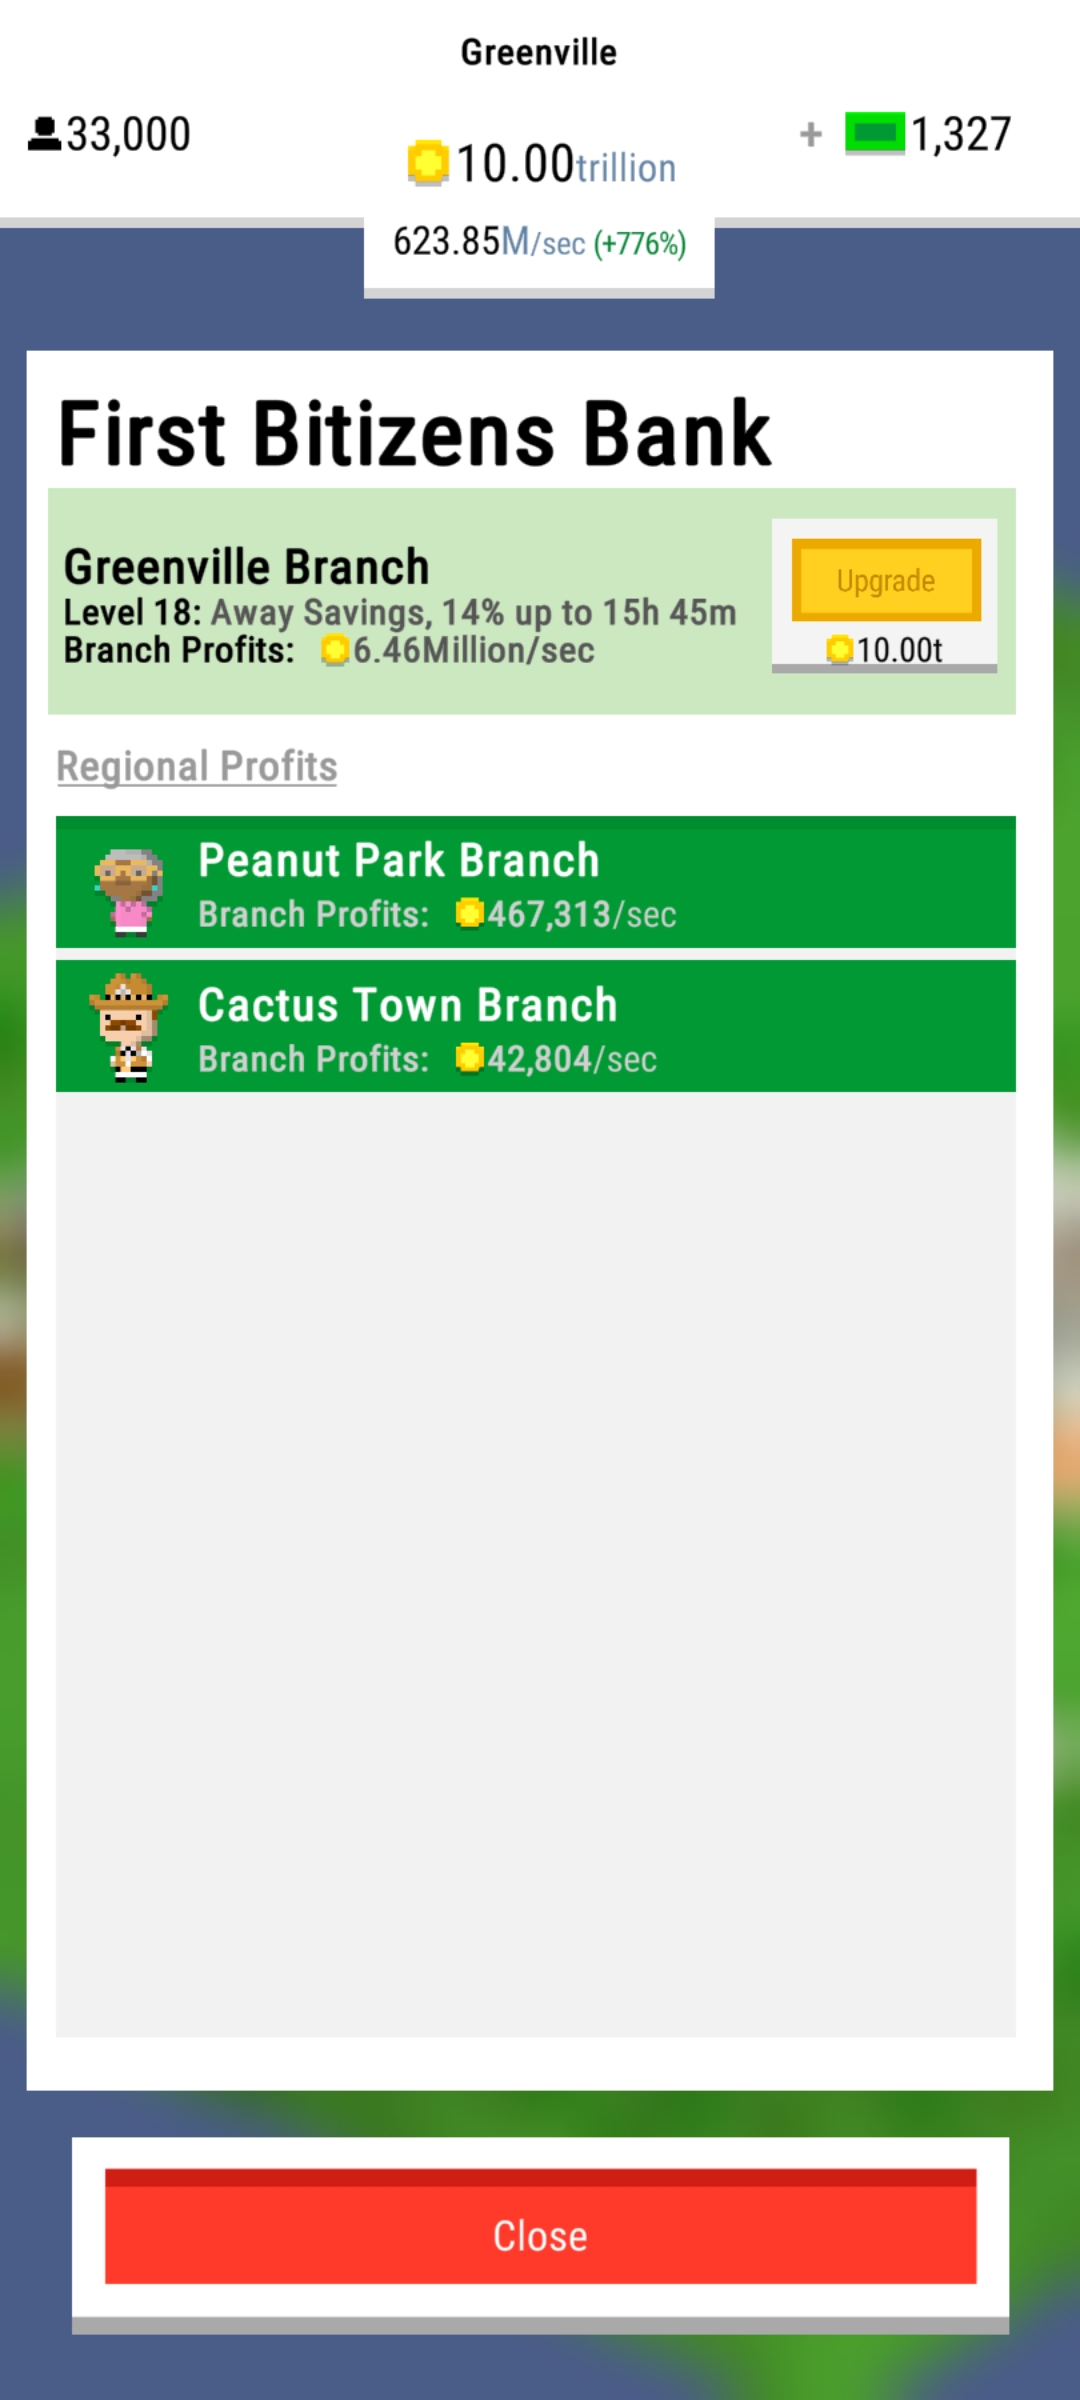 Greenville
33,000
10.00trillion
+ 1,327
623.85M/sec (+776%)
First Bitizens Bank
Greenville Branch
Level 18: Away Savings, 14% up to 15h 45m
Branch Profits: 6.46Million/sec
Upgrade
10.00t
Regional Profits
Peanut Park Branch
Branch Profits: 467,313/sec
Cactus Town Branch
Branch Profits: 42,804/sec
Close